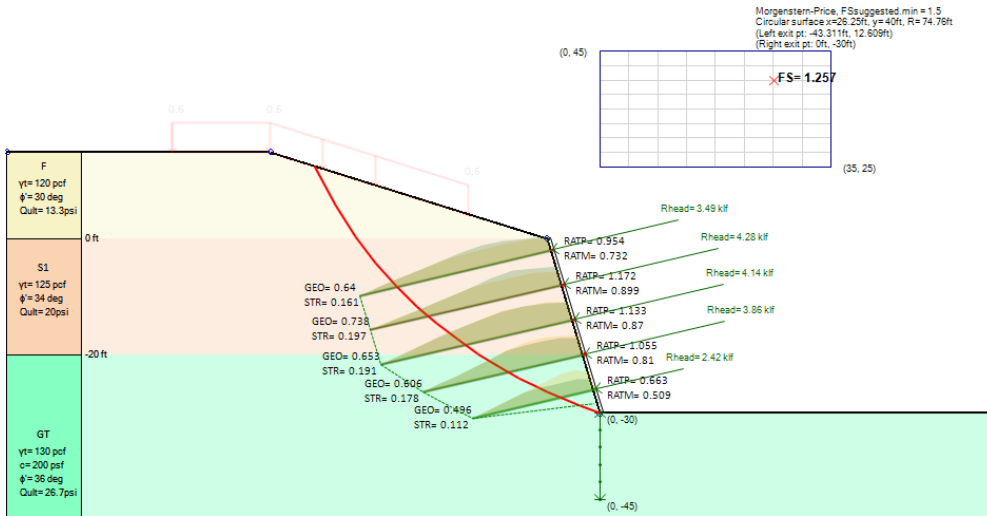 Morgenstern-Price, FSsuggested.min = 1.5
Circular surface x=26.25ft, y= 40ft, R= 74.76ft
(Left exit pt: -43.311ft, 12.609ft)
(Right exit pt: 0ft, -30ft)
(0, 45)
FS= 1.257
(35, 25)
0.6
0.6
0.6
F
γt= 120 pcf
ϕ'= 30 deg
Qult= 13.3psi
0 ft
S1
γt= 125 pcf
ϕ'= 34 deg
Qult= 20psi
-20 ft
GT
γt= 130 pcf
c= 200 psf
ϕ'= 36 deg
Qult= 26.7psi
Rhead= 3.49 klf
RATP= 0.954
RATM= 0.732
Rhead= 4.28 klf
RATP= 1.172
RATM= 0.899
Rhead= 4.14 klf
RATP= 1.133
RATM= 0.87
Rhead= 3.86 klf
RATP= 1.055
RATM= 0.81
Rhead= 2.42 klf
RATP= 0.663
RATM= 0.509
GEO= 0.64
STR= 0.161
GEO= 0.738
STR= 0.197
GEO= 0.653
STR= 0.191
GEO= 0.606
STR= 0.178
GEO= 0.496
STR= 0.112
(0, -30)
(0, -45)